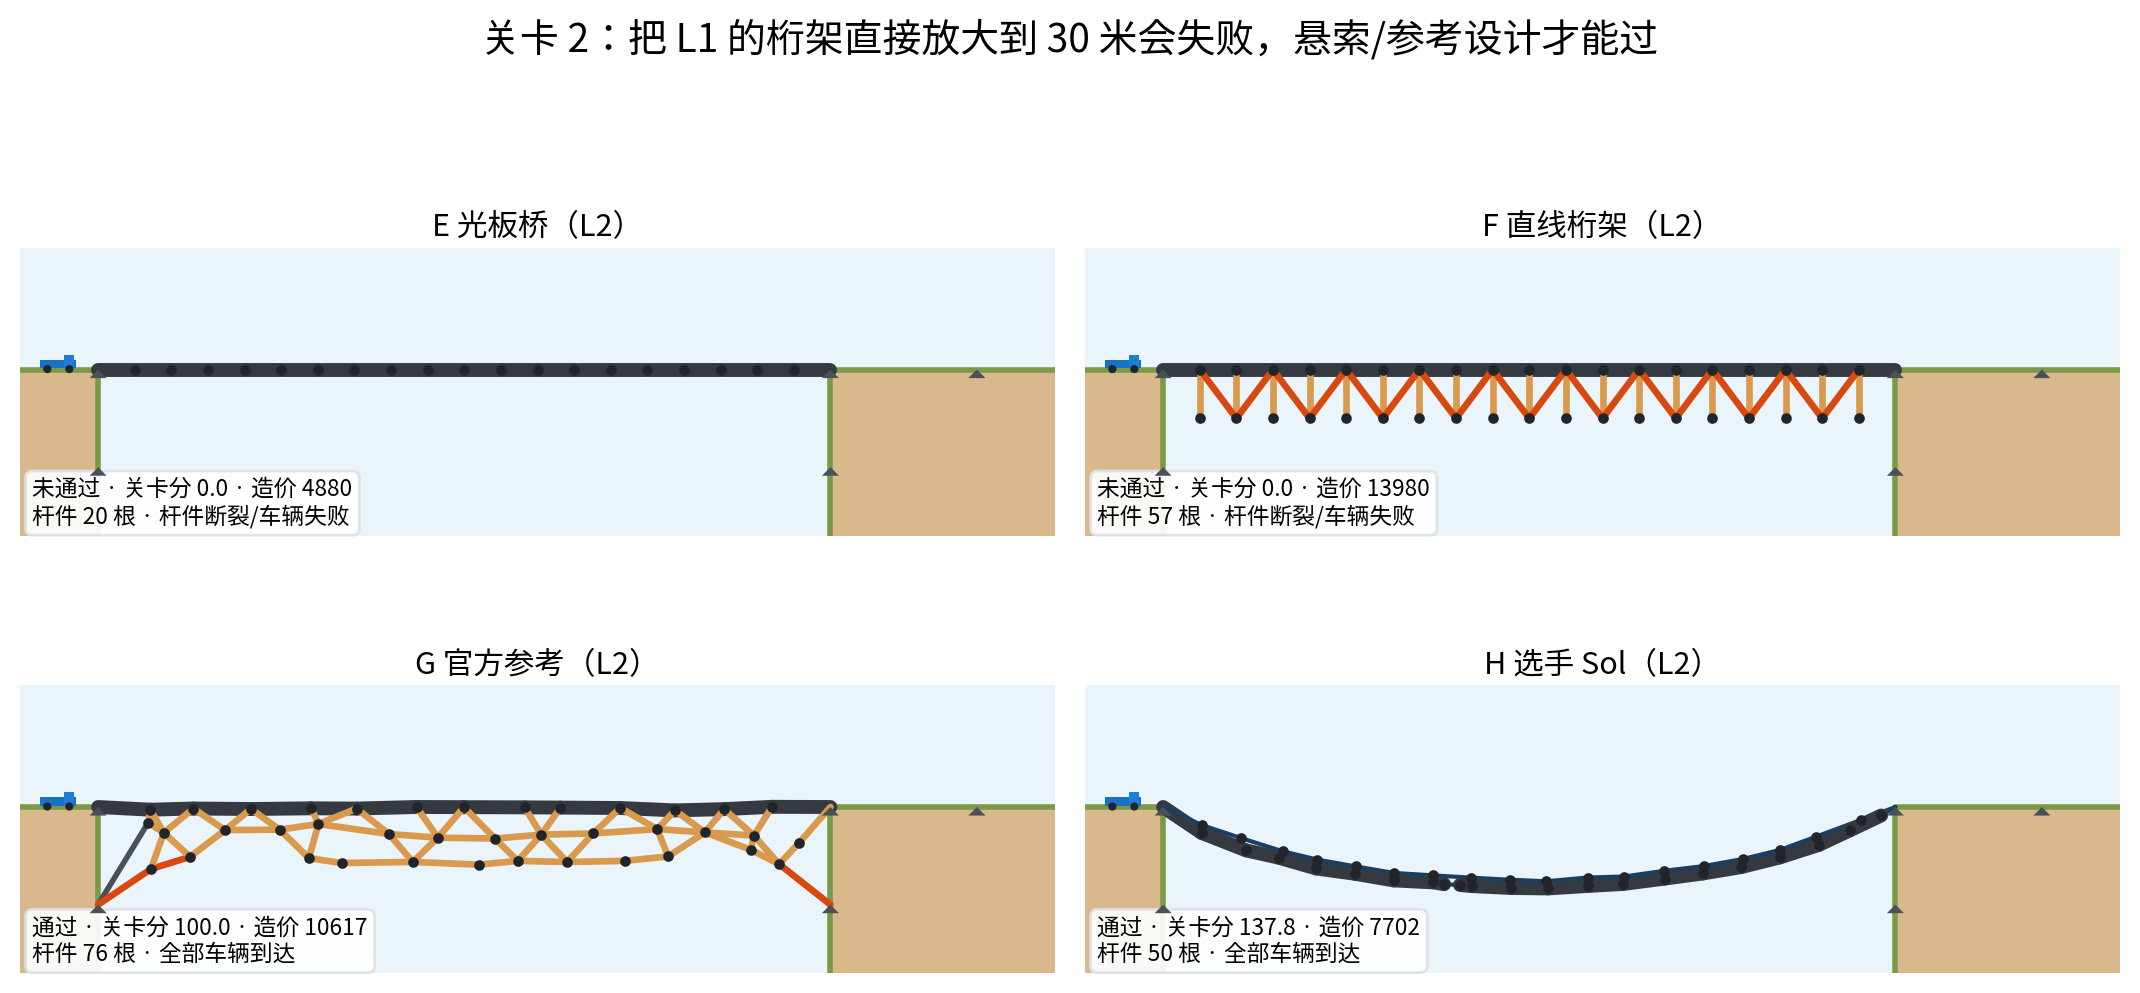 关卡 2：把 L1 的桁架直接放大到 30 米会失败，悬索/参考设计才能过
E 光板桥（L2）
未通过 · 关卡分 0.0 · 造价 4880
杆件 20 根 · 杆件断裂/车辆失败
F 直线桁架（L2）
未通过 · 关卡分 0.0 · 造价 13980
杆件 57 根 · 杆件断裂/车辆失败
G 官方参考（L2）
通过 · 关卡分 100.0 · 造价 10617
杆件 76 根 · 全部车辆到达
H 选手 Sol（L2）
通过 · 关卡分 137.8 · 造价 7702
杆件 50 根 · 全部车辆到达